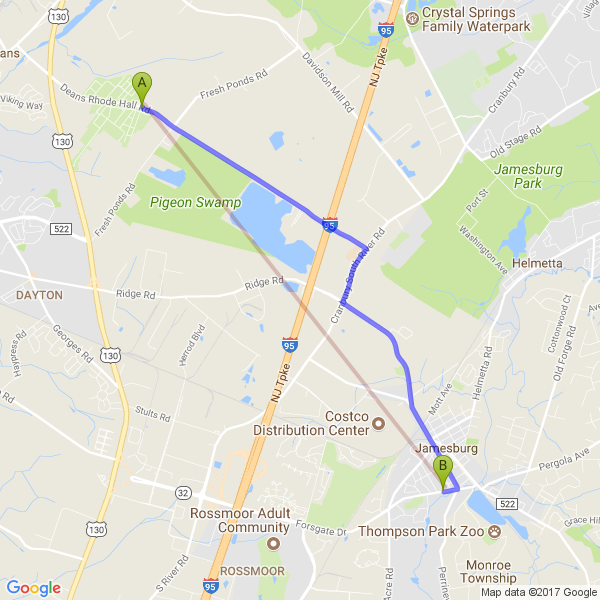 130
95
Crystal Springs
Family Waterpark
NJ Tpke
Village
ans
Davidson Mill Rd
Cranbury Rd
Fresh Ponds Rd
A
Deans Rhode Hall Rd
Viking Way
130
Old Stage Rd
Jamesburg
Park
Port St
Pigeon Swamp
Fresh Ponds Rd
522
95
Washington Ave
Helmetta
Cranbury South River Rd
Ridge Rd
DAYTON
Ridge Rd
Cottonwood Ct
Old Forge Rd
Georges Rd
Haypress Rd
130
Herrod Blvd
95
Helmetta Rd
NJ Tpke
Mott Ave
Stults Rd
Costco
Distribution Center
Jamesburg
B
Pergola Ave
32
522
Rossmoor Adult
Community
Forsgate Dr
Thompson Park Zoo
Grace Hill
130
ROSSMOOR
S River Rd
Acre Rd
Perrine
Monroe
Township
95
Google
Map data ©2017 Google